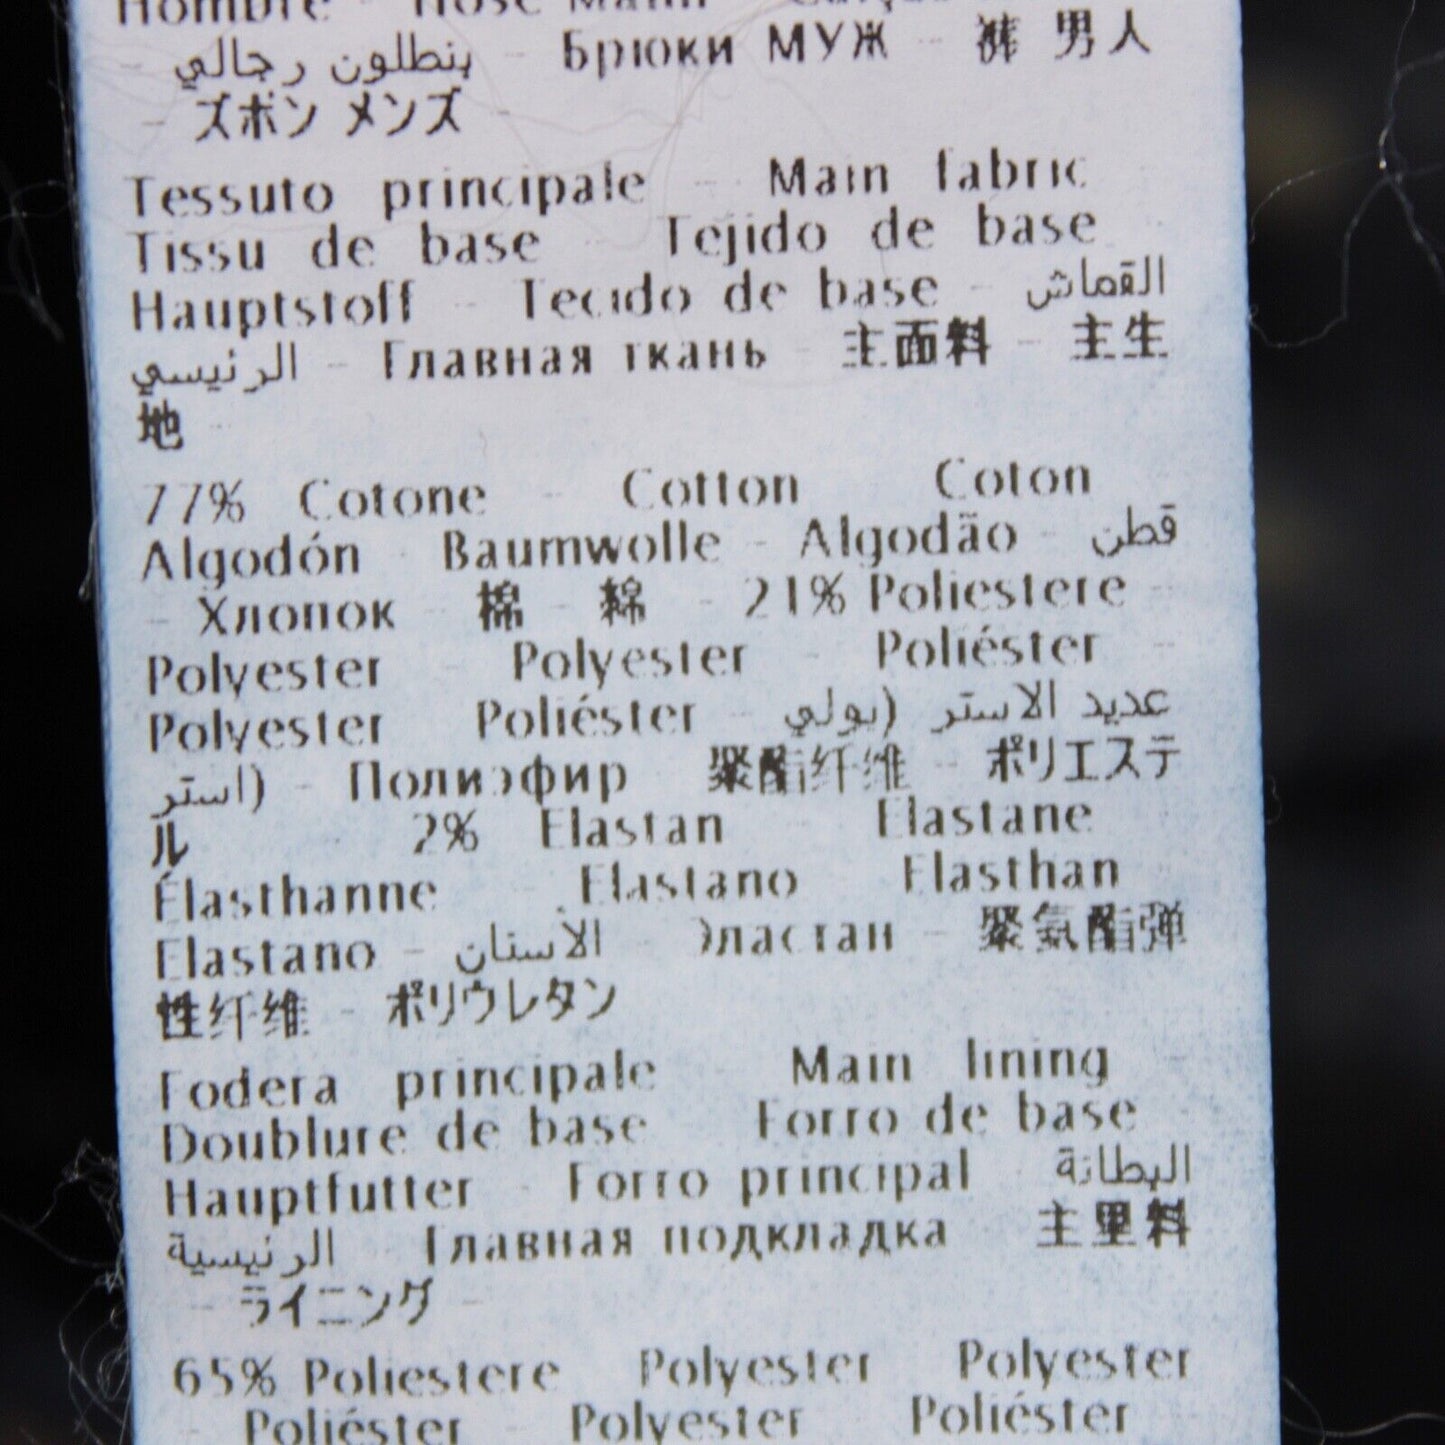 Hombre - Hose Mann
- بنطلون رجالي - Брюки МУЖ - 裤 男人
- ズボン メンズ -
Tessuto principale - Main fabric
Tissu de base - Tejido de base
Hauptstoff - Tecido de base - القماش
الرئيسي - Главная ткань - 主面料 - 主生
地
77% Cotone - Cotton - Coton
Algodón - Baumwolle - Algodão - قطن
- Хлопок - 棉 - 綿 - 21% Poliestere -
Polyester - Polyester - Poliéster -
Polyester - Poliéster - عديد الاستر (بولي
استر) - Полиэфир - 聚酯纤维 - ポリエステ
ル - 2% Elastan - Elastane
Élasthanne - Elastano - Elasthan
Elastano - الاستان - Эластан - 聚氨酯弹
性纤维 - ポリウレタン
Fodera principale - Main lining
Doublure de base - Forro de base -
Hauptfutter - Forro principal - البطانة
الرئيسية - Главная подкладка - 主里料
- ライニング -
65% Poliestere - Polyester - Polyester
- Poliéster - Polyester - Poliéster